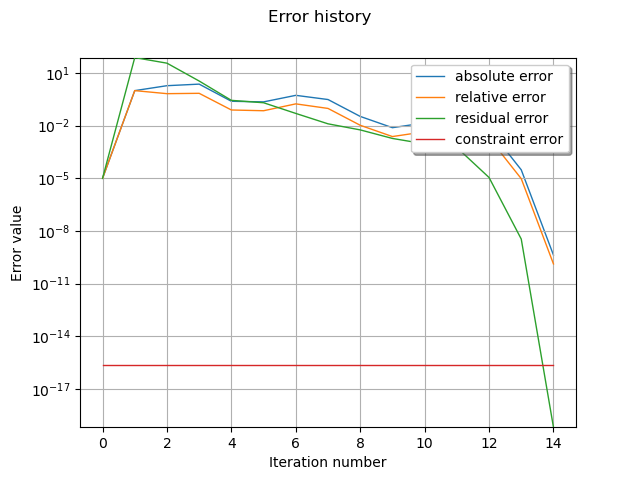 Error history
absolute error
relative error
residual error
constraint error
Error value
10^1
10^-2
10^-5
10^-8
10^-11
10^-14
10^-17
0 2 4 6 8 10 12 14
Iteration number